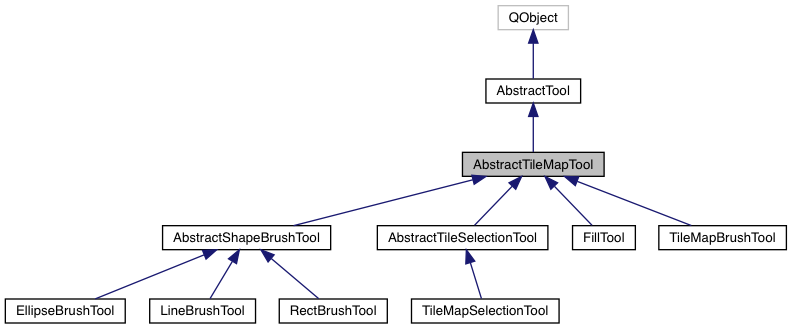 QObject
AbstractTool
AbstractTileMapTool
AbstractShapeBrushTool
AbstractTileSelectionTool
FillTool
TileMapBrushTool
EllipseBrushTool
LineBrushTool
RectBrushTool
TileMapSelectionTool